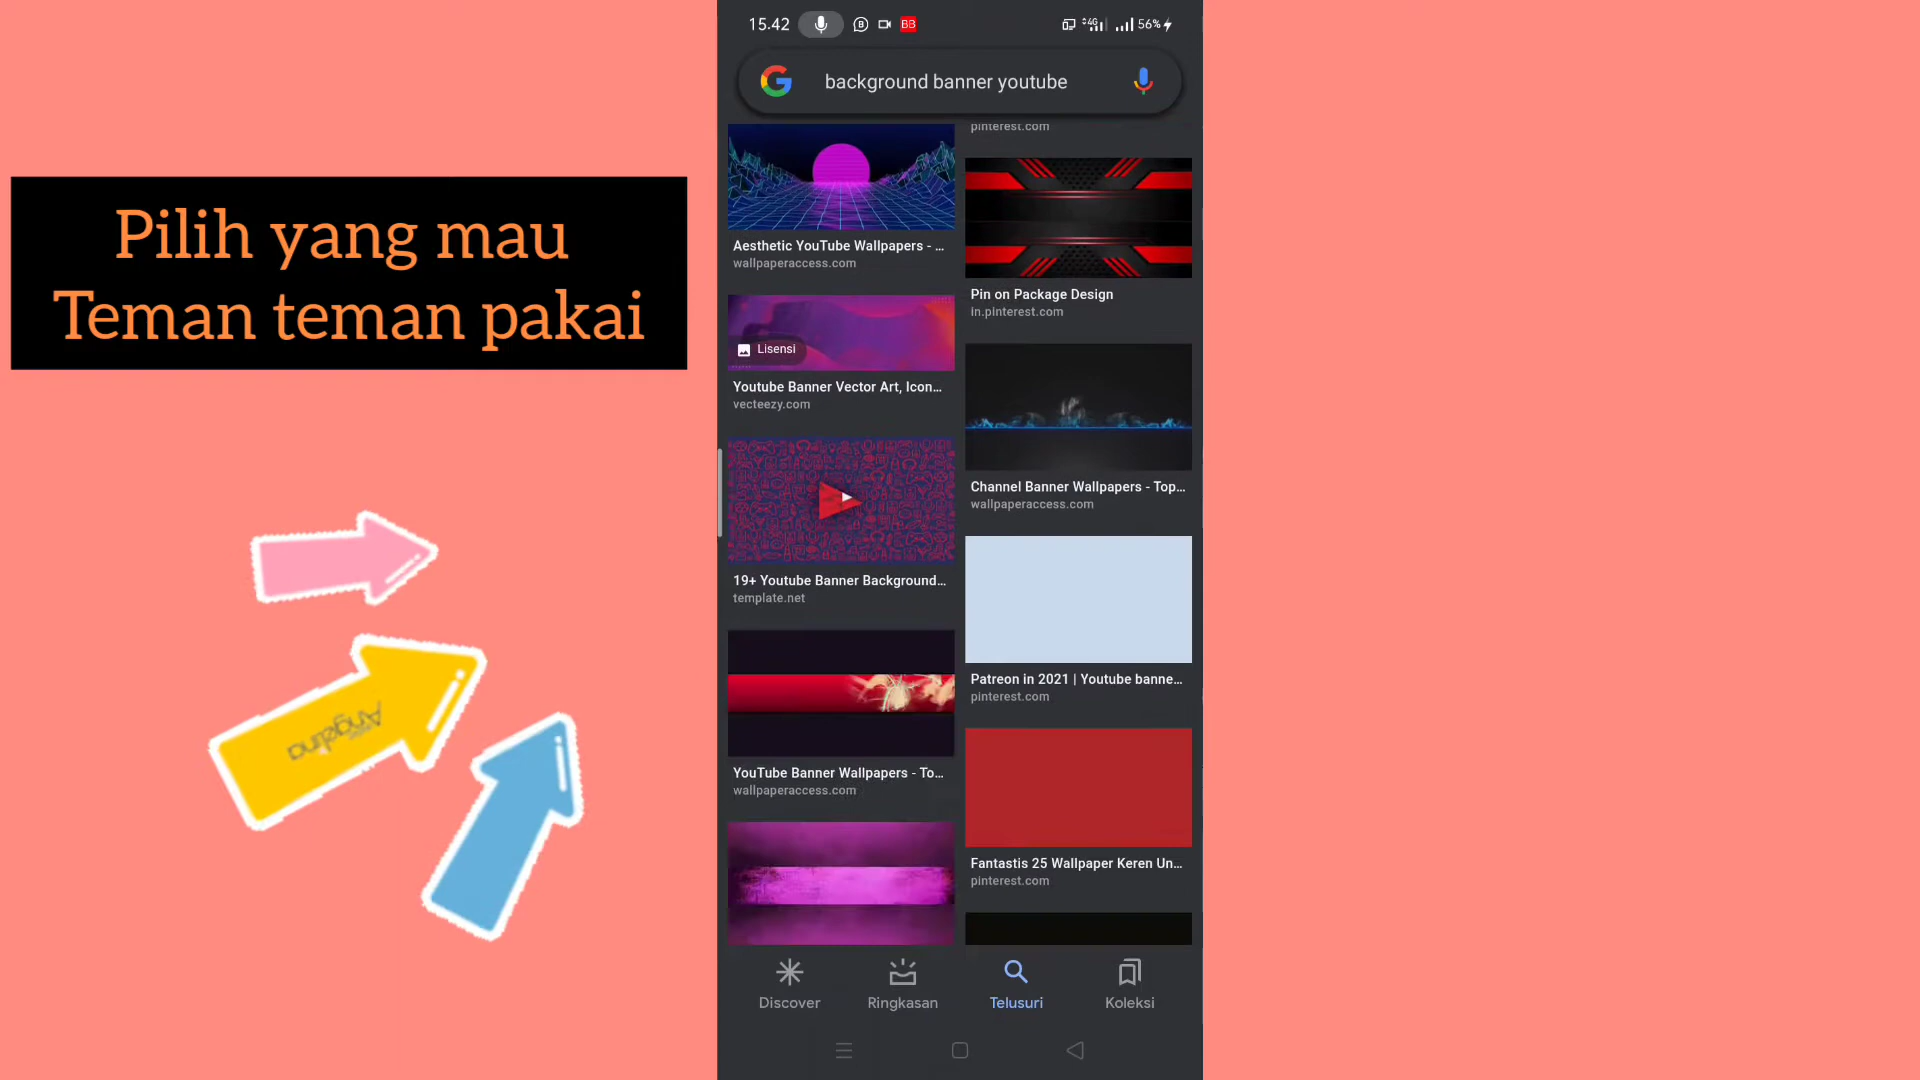 Pilih yang mau
Teman teman pakai
Angelina
15.42
BB
4G
56%
background banner youtube
Aesthetic YouTube Wallpapers - ...
wallpaperaccess.com
Lisensi
Youtube Banner Vector Art, Icon...
vecteezy.com
19+ Youtube Banner Background...
template.net
YouTube Banner Wallpapers - To...
wallpaperaccess.com
pinterest.com
Pin on Package Design
in.pinterest.com
Channel Banner Wallpapers - Top...
wallpaperaccess.com
Patreon in 2021 | Youtube banne...
pinterest.com
Fantastis 25 Wallpaper Keren Un...
pinterest.com
Discover
Ringkasan
Telusuri
Koleksi